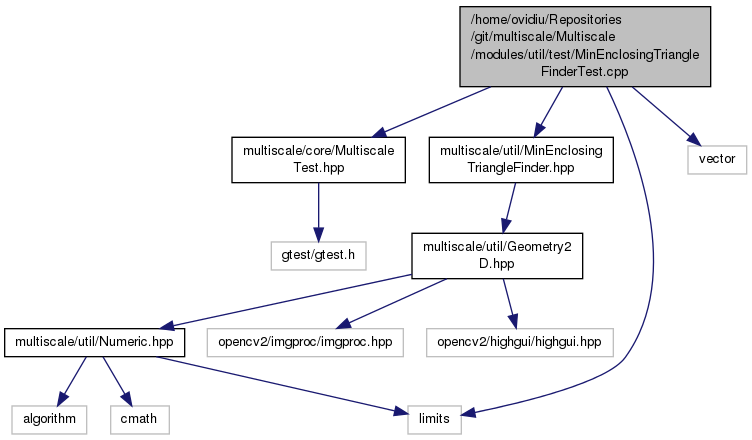 /home/ovidiu/Repositories
/git/multiscale/Multiscale
/modules/util/test/MinEnclosingTriangle
FinderTest.cpp
multiscale/core/Multiscale
Test.hpp
multiscale/util/MinEnclosing
TriangleFinder.hpp
vector
gtest/gtest.h
multiscale/util/Geometry2
D.hpp
multiscale/util/Numeric.hpp
opencv2/imgproc/imgproc.hpp
opencv2/highgui/highgui.hpp
algorithm
cmath
limits